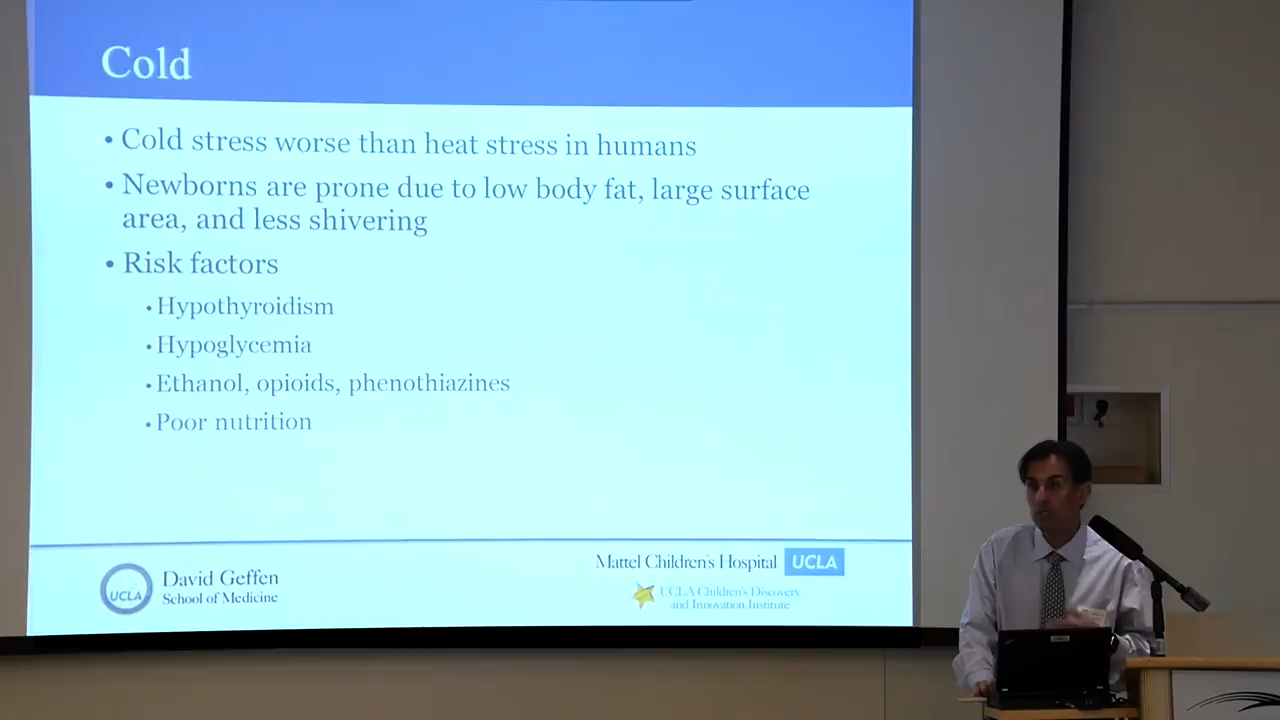 Cold
• Cold stress worse than heat stress in humans
• Newborns are prone due to low body fat, large surface
area, and less shivering
• Risk factors
• Hypothyroidism
• Hypoglycemia
• Ethanol, opioids, phenothiazines
• Poor nutrition
UCLA
David Geffen
School of Medicine
Mattel Children's Hospital UCLA
UCLA Children's Discovery
and Innovation Institute